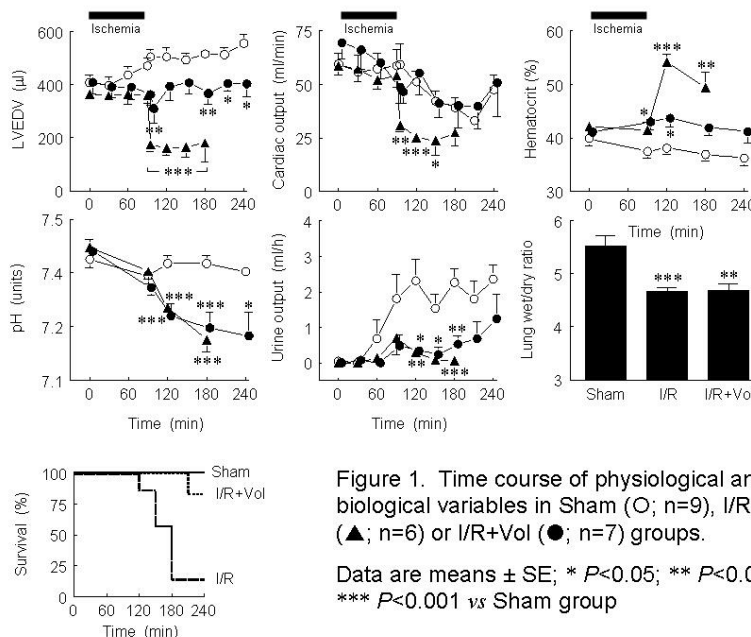 Ischemia
Ischemia
Ischemia
LVEDV (µl)
600
400
200
0
***
**
**
*
*
0 60 120 180 240
Cardiac output (ml/min)
75
50
25
0
**
***
*
0 60 120 180 240
Hematocrit (%)
60
50
40
30
*
***
*
**
0 60 120 180 240
Time (min)
pH (units)
7.5
7.4
7.2
7.1
***
***
***
***
*
0 60 120 180 240
Time (min)
Urine output (ml/h)
4
3
2
1
0
*
**
*
**
***
0 60 120 180 240
Time (min)
Lung wet/dry ratio
6
5
4
***
**
Sham I/R I/R+Vol
Survival (%)
100
75
50
25
0
Sham
I/R+Vol
I/R
0 60 120 180 240
Time (min)
Figure 1. Time course of physiological an
biological variables in Sham (O; n=9), I/R
(▲; n=6) or I/R+Vol (●; n=7) groups.
Data are means ± SE; * P<0.05; ** P<0.0
*** P<0.001 vs Sham group